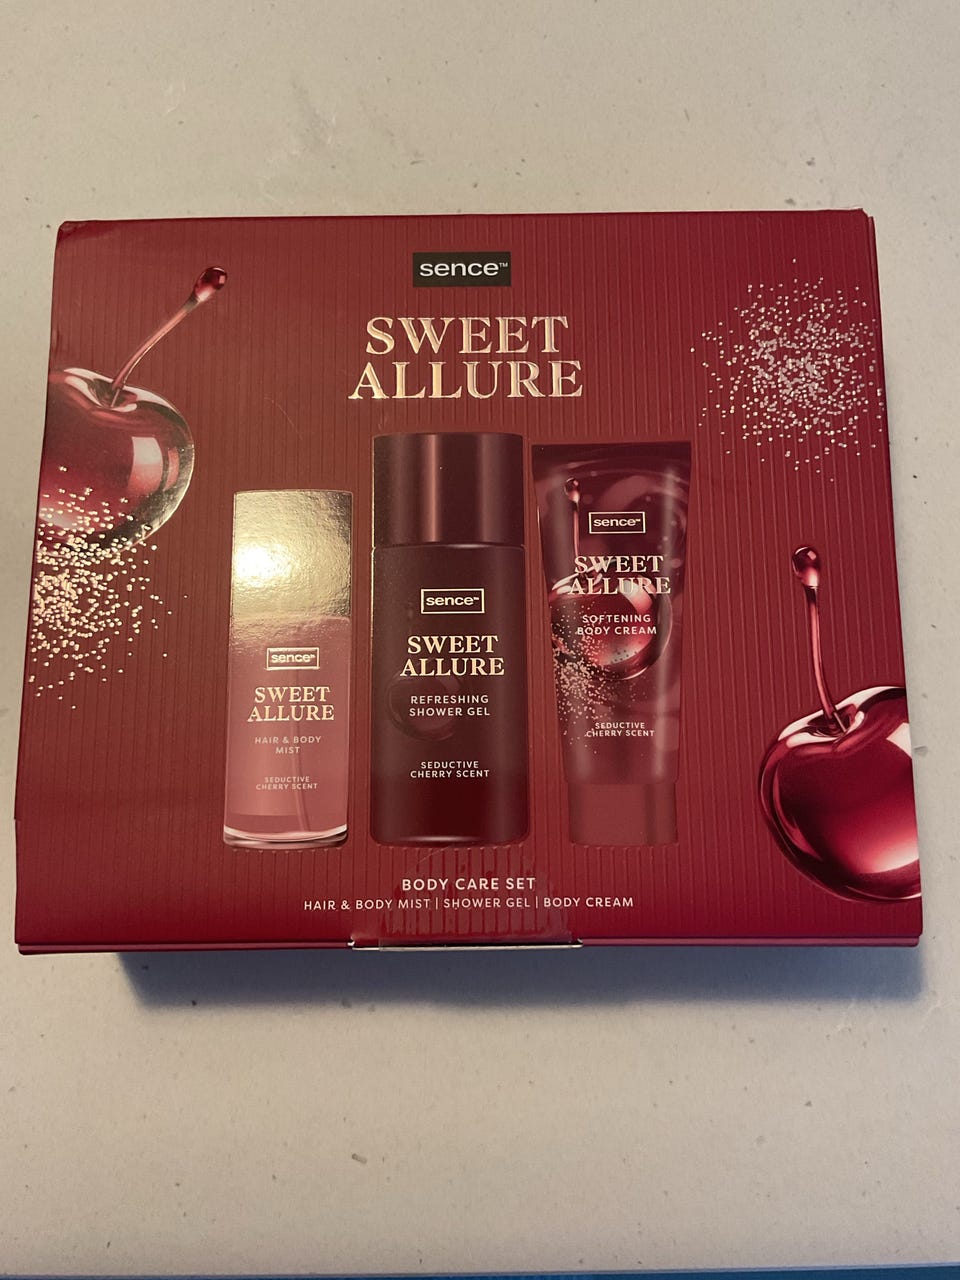 sence™
SWEET
ALLURE
sence™
SWEET
ALLURE
HAIR & BODY
MIST
SEDUCTIVE
CHERRY SCENT
sence™
SWEET
ALLURE
REFRESHING
SHOWER GEL
SEDUCTIVE
CHERRY SCENT
sence™
SWEET
ALLURE
SOFTENING
BODY CREAM
SEDUCTIVE
CHERRY SCENT
BODY CARE SET
HAIR & BODY MIST | SHOWER GEL | BODY CREAM